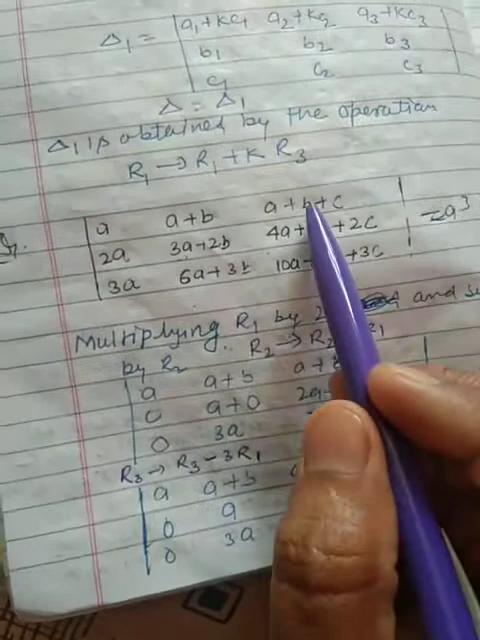 Δ₁ = | a₁+kc₁ a₂+kc₂ a₃+kc₃ |
b₁ b₂ b₃
c₁ c₂ c₃
Δ = Δ₁
Δ₁ is obtained by the operation
R₁ → R₁ + K R₃
| a a+b a+b+c |
2a 3a+2b 4a+ +2c = a³
3a 6a+3b 10a +3c
Multiplying R₁ by 2 and
by R₂ R₂ → R₂
a a+b a+
0 a+0 2a
0 3a
R₃ → R₃ - 3R₁
a a+b
0 a
0 3a